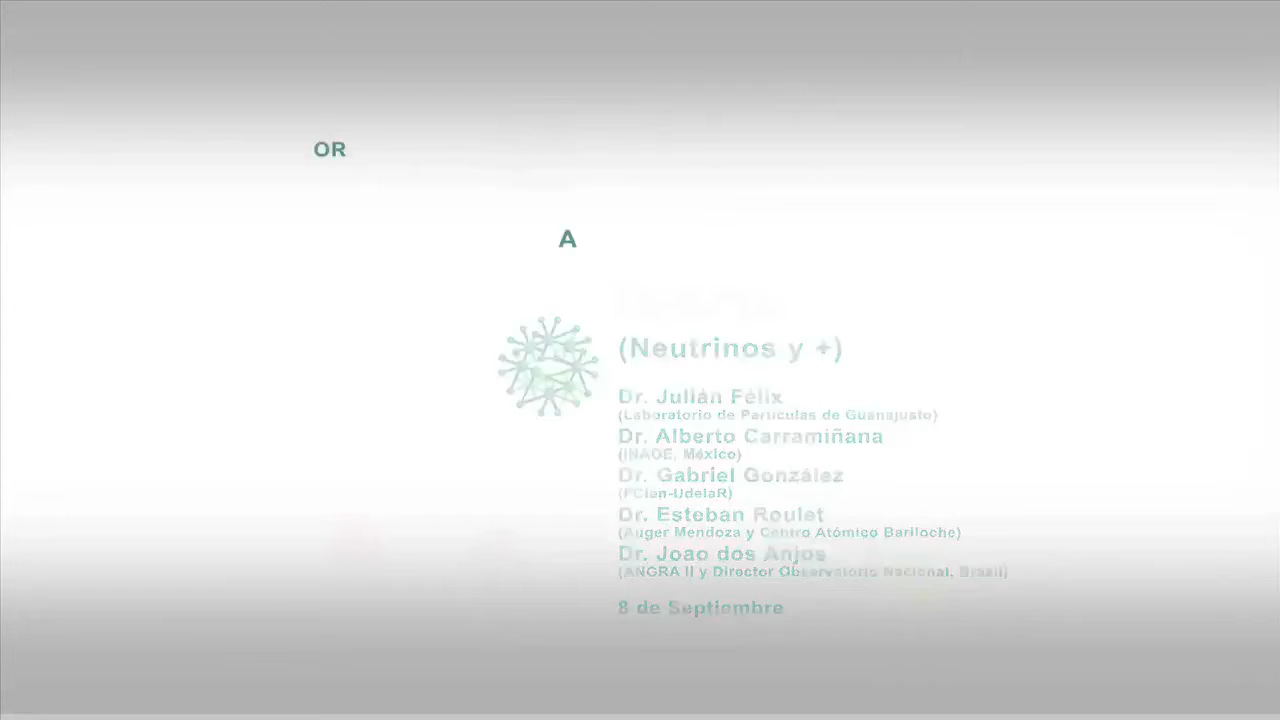 OR
A
(Neutrinos y +)
Dr. Julián Félix
(Laboratorio de Partículas de Guanajusto)
Dr. Alberto Carramiñana
(INAOE, México)
Dr. Gabriel González
(FCien-UdelaR)
Dr. Esteban Roulet
(Auger Mendoza y Centro Atómico Bariloche)
Dr. Joao dos Anjos
(ANGRA II y Director Observatorio Nacional, Brazil)
8 de Septiembre